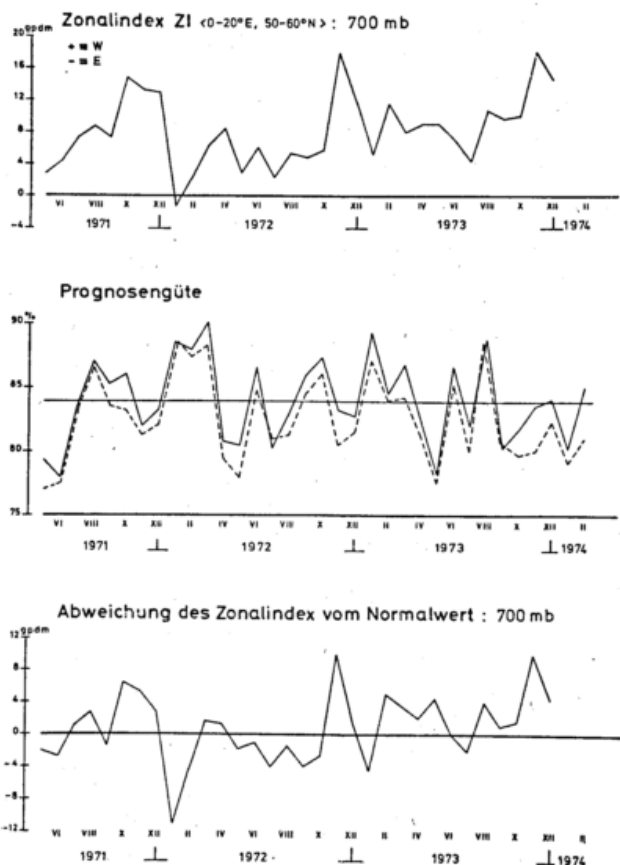 Zonalindex ZI <0-20°E, 50-60°N> : 700 mb
20 gpdm
+ = W
-- = E
16
12
8
4
0
-4
VI VIII X XII II IV VI VIII X XII II IV VI VIII X XII II
1971 1972 1973 1974
Prognosengüte
90 %
85
80
75
VI VIII X XII II IV VI VIII X XII II IV VI VIII X XII II
1971 1972 1973 1974
Abweichung des Zonalindex vom Normalwert : 700 mb
12 gpdm
8
4
0
-4
-8
-12
VI VIII X XII II IV VI VIII X XII II IV VI VIII X XII II
1971 1972 1973 1974